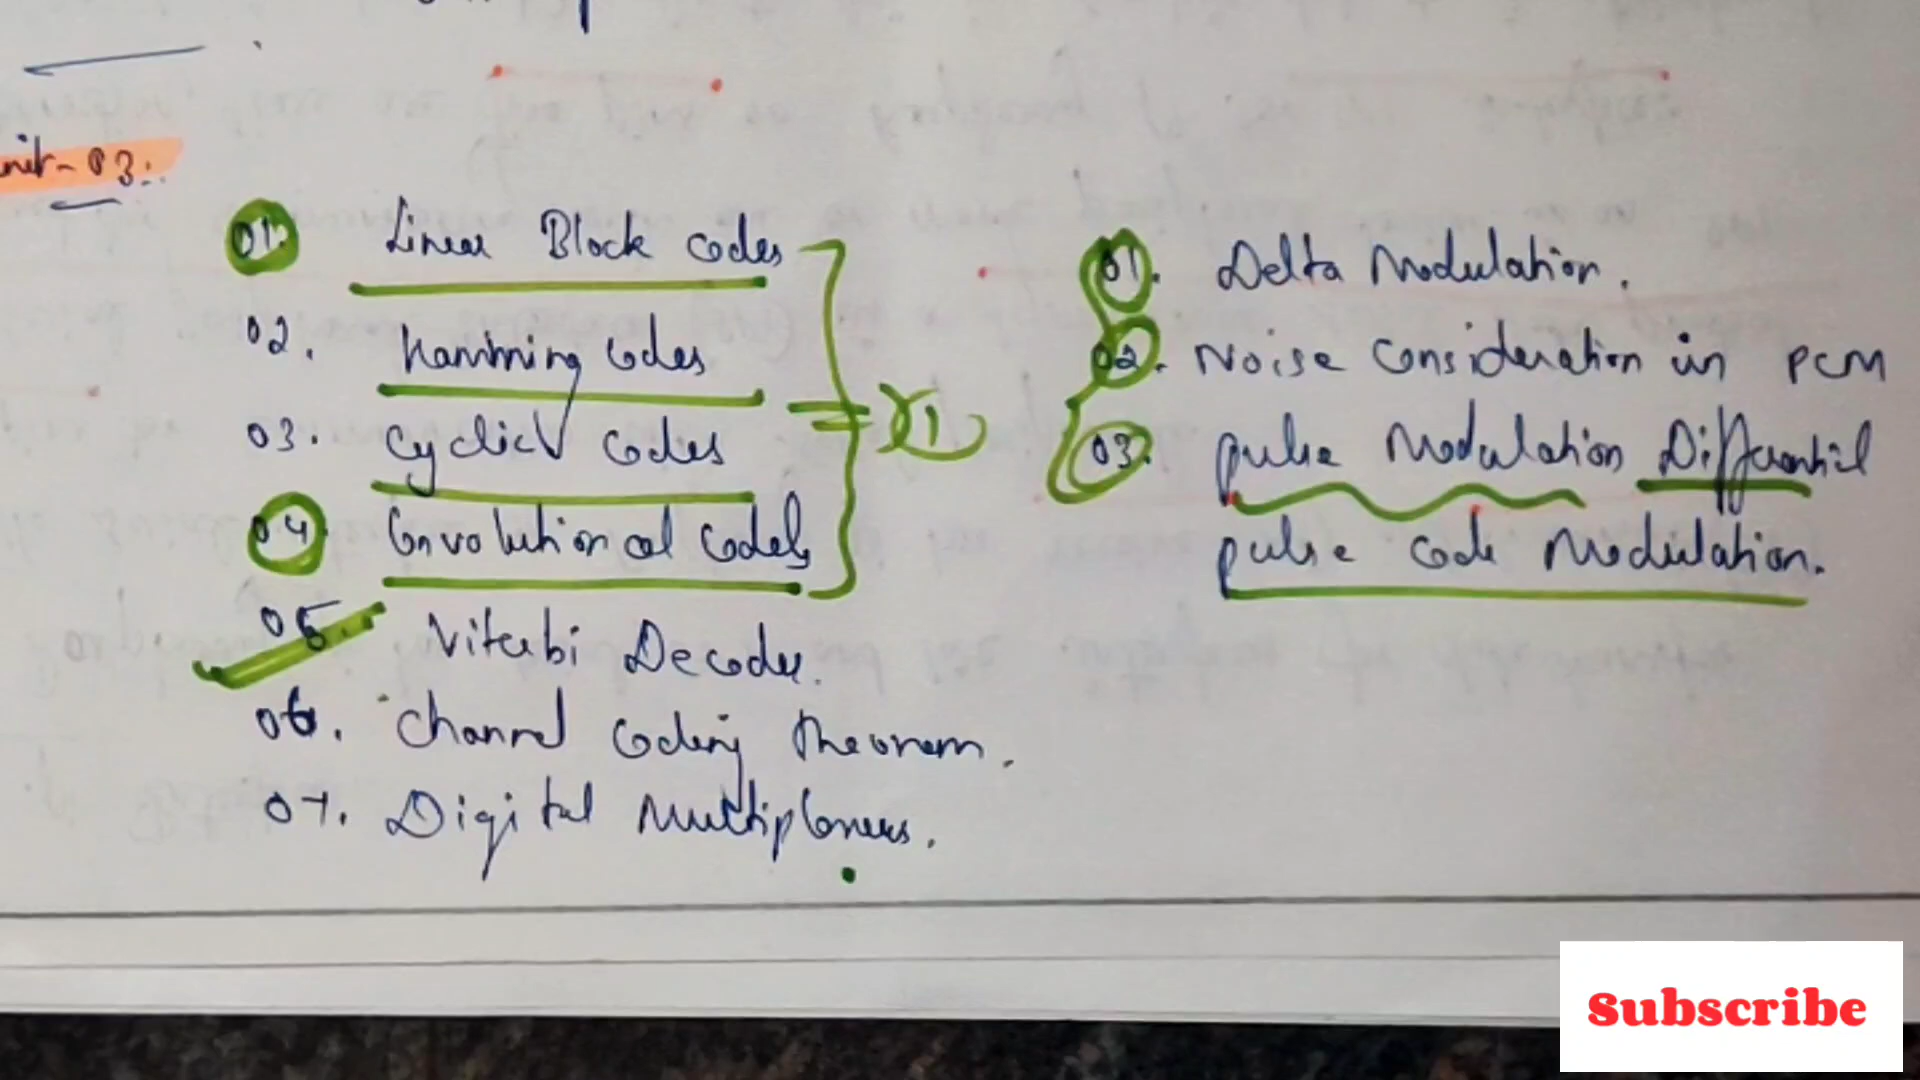 Unit-03:
01. Linear Block Codes
02. Hamming Codes
03. Cyclic Codes
04. Convolutional Codes
05. Viterbi Decoder.
06. Channel Coding Theorem.
07. Digital Multiplexers.
1
01. Delta Modulation.
02. Noise Consideration in PCM
03. pulse Modulation Differential
pulse code Modulation.
Subscribe